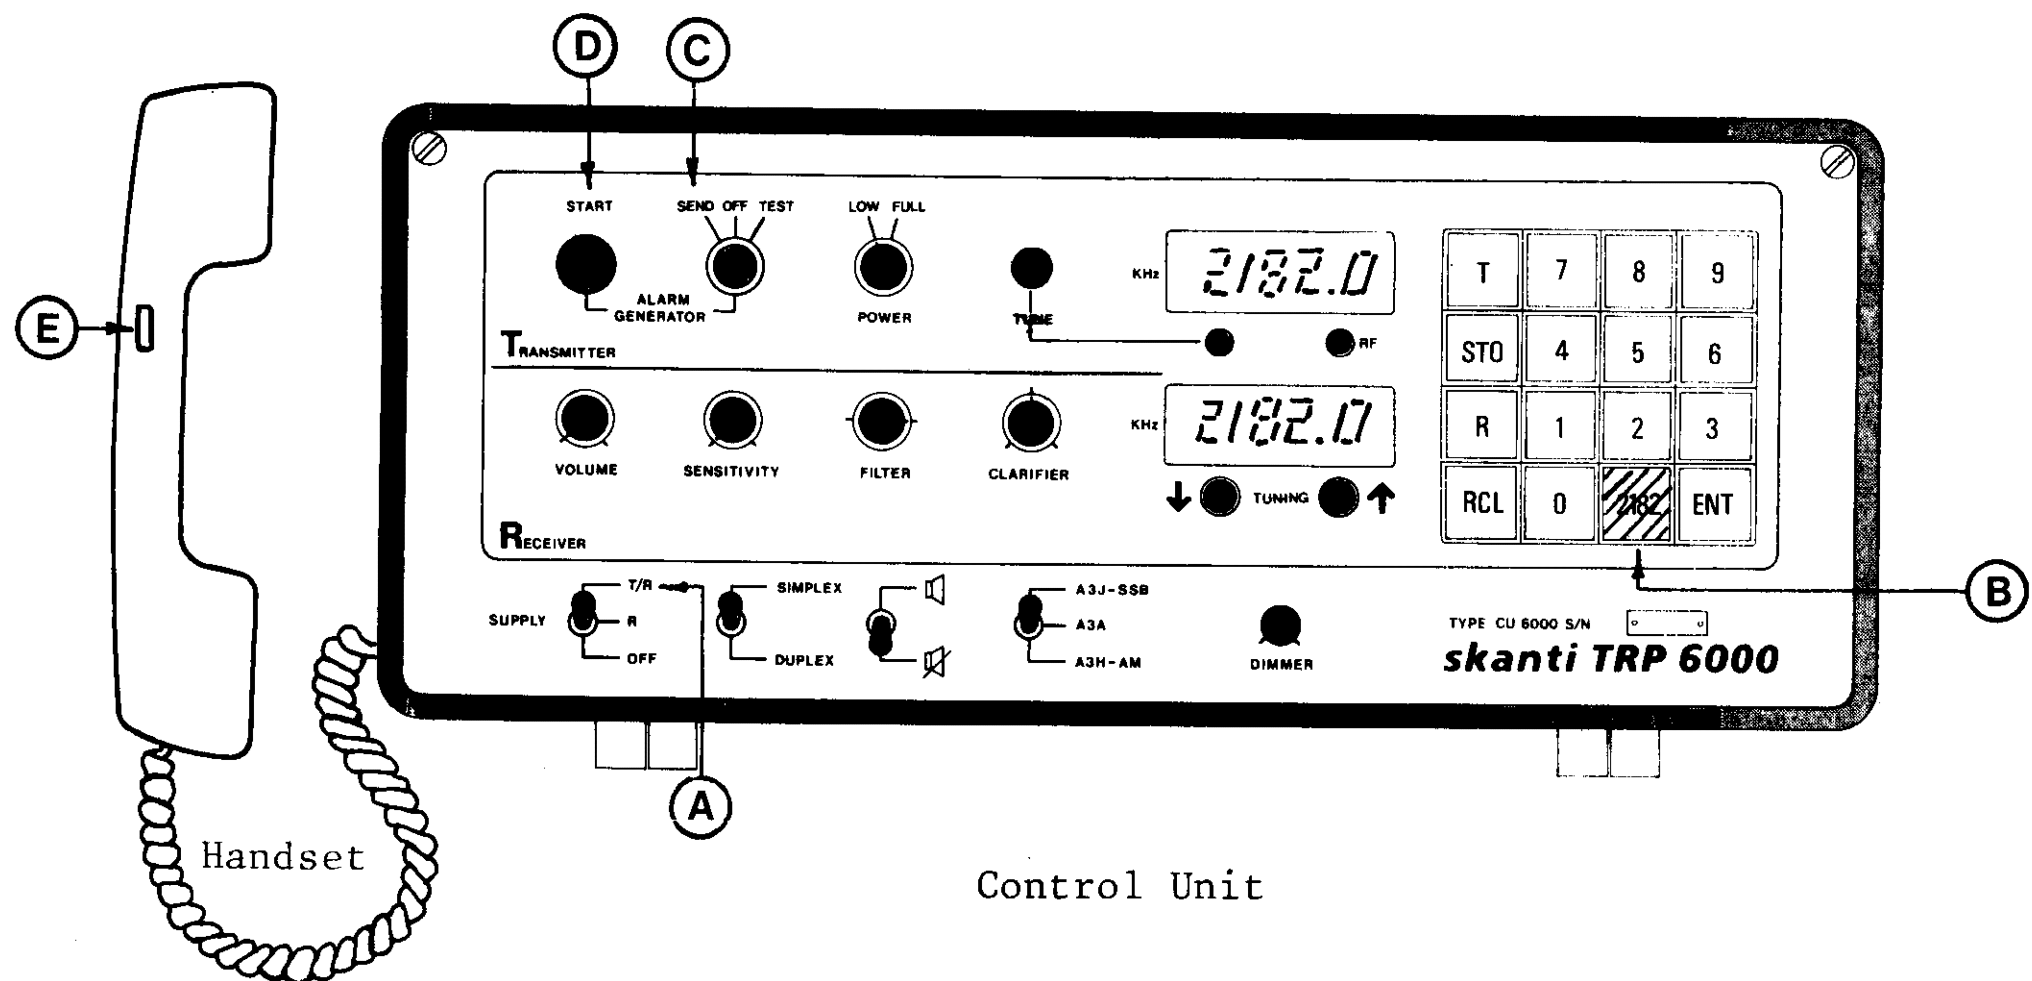 D C
START
SEND OFF TEST
LOW FULL
KHz 2182.0
ALARM
GENERATOR
POWER
TUNE
TRANSMITTER
RF
T 7 8 9
STO 4 5 6
R 1 2 3
RCL 0 2182 ENT
E
KHz 2182.0
VOLUME
SENSITIVITY
FILTER
CLARIFIER
TUNING
RECEIVER
SUPPLY
T/R
R
OFF
SIMPLEX
DUPLEX
A3J-SSB
A3A
A3H-AM
DIMMER
TYPE CU 6000 S/N
skanti TRP 6000
B
A
Handset
Control Unit